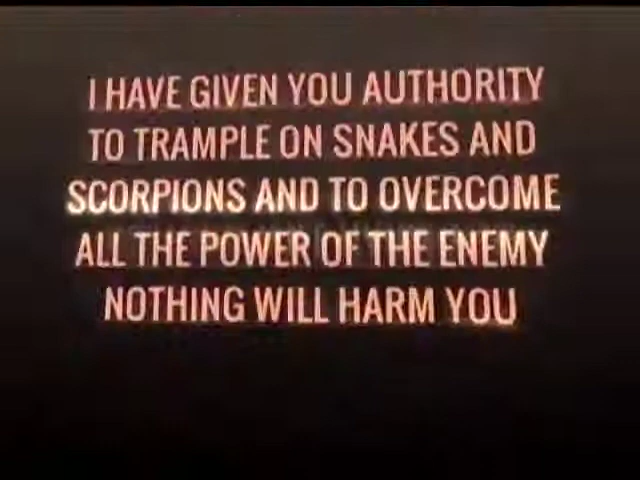 I HAVE GIVEN YOU AUTHORITY
TO TRAMPLE ON SNAKES AND
SCORPIONS AND TO OVERCOME
ALL THE POWER OF THE ENEMY
NOTHING WILL HARM YOU